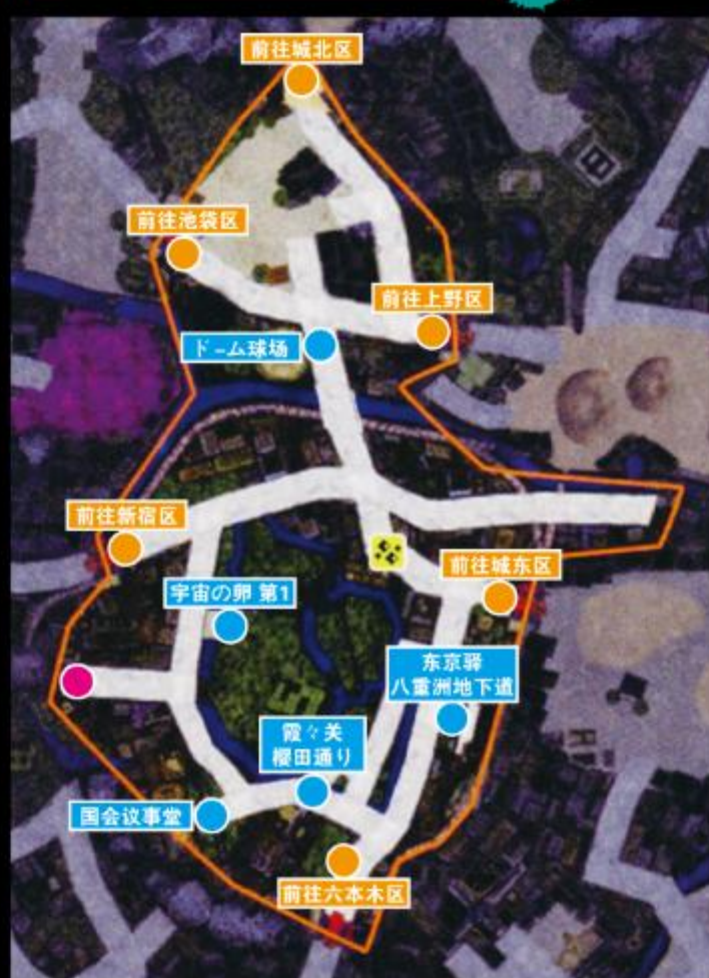 前往城北区
前往池袋区
前往上野区
ドーム球场
前往新宿区
前往城东区
宇宙の卵 第1
东京驿
八重洲地下道
霞々美
樱田通り
国会议事堂
前往六本木区